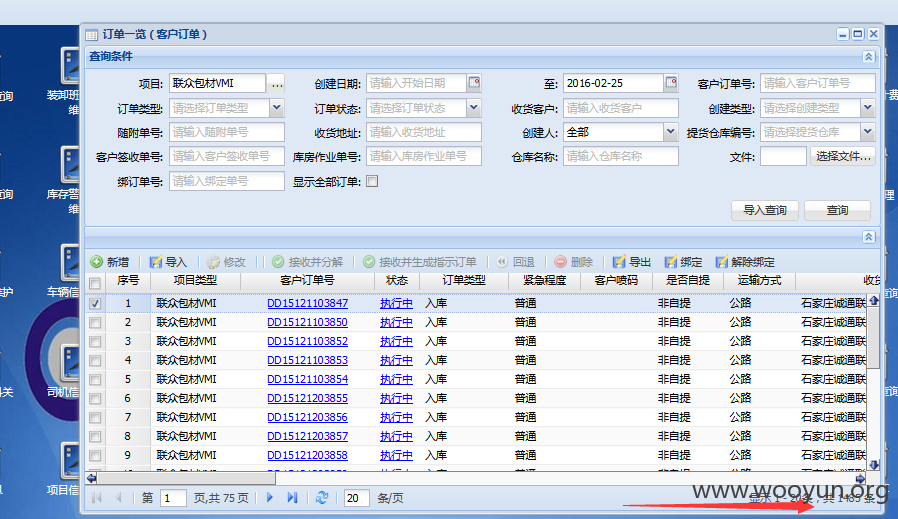 订单一览（客户订单）
查询条件
项目: 联众包材VMI ... 创建日期: 请输入开始日期 至: 2016-02-25 客户订单号: 请输入客户订单号
订单类型: 请选择订单类型 订单状态: 请选择订单状态 收货客户: 请输入收货客户 创建类型: 请选择创建类型
随附单号: 请输入随附单号 收货地址: 请输入收货地址 创建人: 全部 提货仓库编号: 请选择提货仓库
客户签收单号: 请输入客户签收单号 库房作业单号: 请输入库房作业单号 仓库名称: 请输入仓库名称 文件: 选择文件...
绑订单号: 请输入绑定单号 显示全部订单:
导入查询 查询
新增 导入 修改 接收并分解 接收并生成指示订单 回退 删除 导出 绑定 解除绑定
序号 项目类型 客户订单号 状态 订单类型 紧急程度 客户喷码 是否自提 运输方式 收货
1 联众包材VMI DD15121103847 执行中 入库 普通 非自提 公路 石家庄诚通联
2 联众包材VMI DD15121103850 执行中 入库 普通 非自提 公路 石家庄诚通联
3 联众包材VMI DD15121103852 执行中 入库 普通 非自提 公路 石家庄诚通联
4 联众包材VMI DD15121103853 执行中 入库 普通 非自提 公路 石家庄诚通联
5 联众包材VMI DD15121103854 执行中 入库 普通 非自提 公路 石家庄诚通联
6 联众包材VMI DD15121203855 执行中 入库 普通 非自提 公路 石家庄诚通联
7 联众包材VMI DD15121203856 执行中 入库 普通 非自提 公路 石家庄诚通联
8 联众包材VMI DD15121203857 执行中 入库 普通 非自提 公路 石家庄诚通联
9 联众包材VMI DD15121203858 执行中 入库 普通 非自提 公路 石家庄诚通联
第 1 页,共 75 页 20 条/页 显示 1 - 20条，共 1485 条
www.wooyun.org
装卸班
维
库存警
维
车辆信
司机信
项目信
查询
查询
维护
关